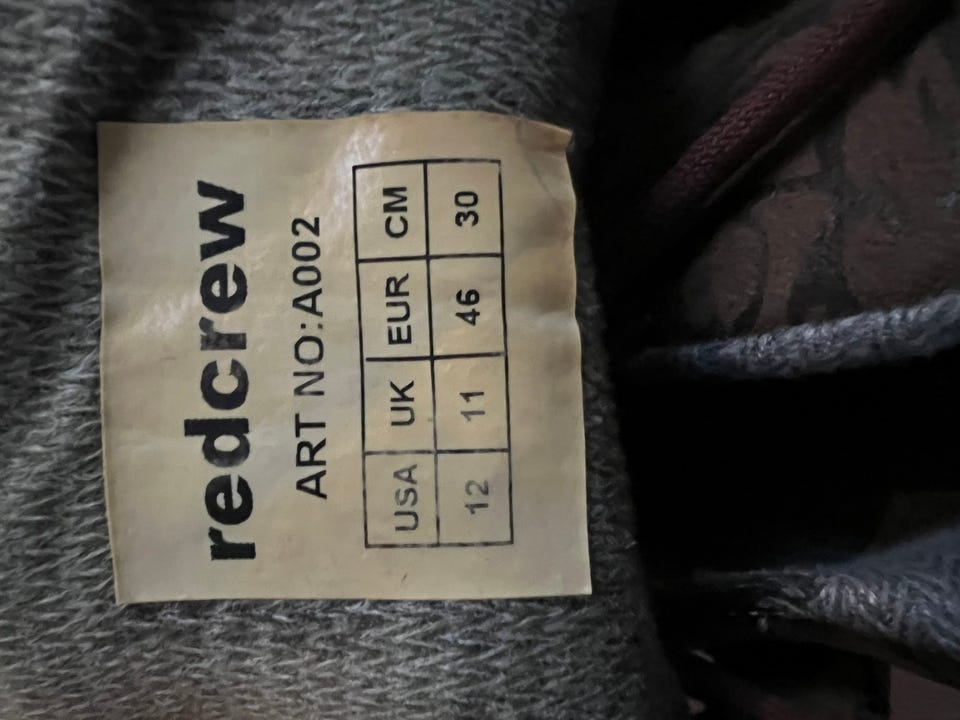 redcrew
ART NO:A002
USA UK EUR CM
12 11 46 30